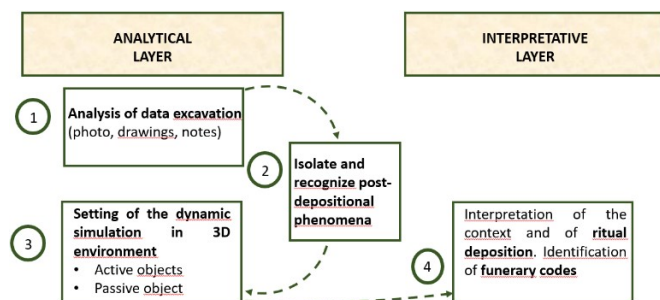 ANALYTICAL
LAYER
INTERPRETATIVE
LAYER
1
Analysis of data excavation
(photo, drawings, notes)
2
Isolate and
recognize post-
depositional
phenomena
3
Setting of the dynamic
simulation in 3D
environment
• Active objects
• Passive object
4
Interpretation of the
context and of ritual
deposition. Identification
of funerary codes